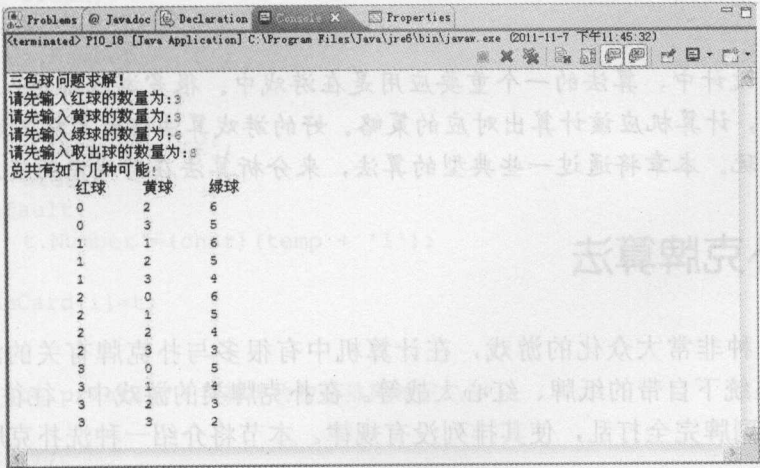 Problems @ Javadoc Declaration Console Properties
<terminated> P10_18 [Java Application] C:\Program Files\Java\jre6\bin\javaw.exe (2011-11-7 下午11:45:32)
三色球问题求解！
请先输入红球的数量为:3
请先输入黄球的数量为:3
请先输入绿球的数量为:6
请先输入取出球的数量为:8
总共有如下几种可能！
红球 黄球 绿球
0 2 6
0 3 5
1 1 6
1 2 5
1 3 4
2 0 6
2 1 5
2 2 4
2 3 3
3 0 5
3 1 4
3 2 3
3 3 2